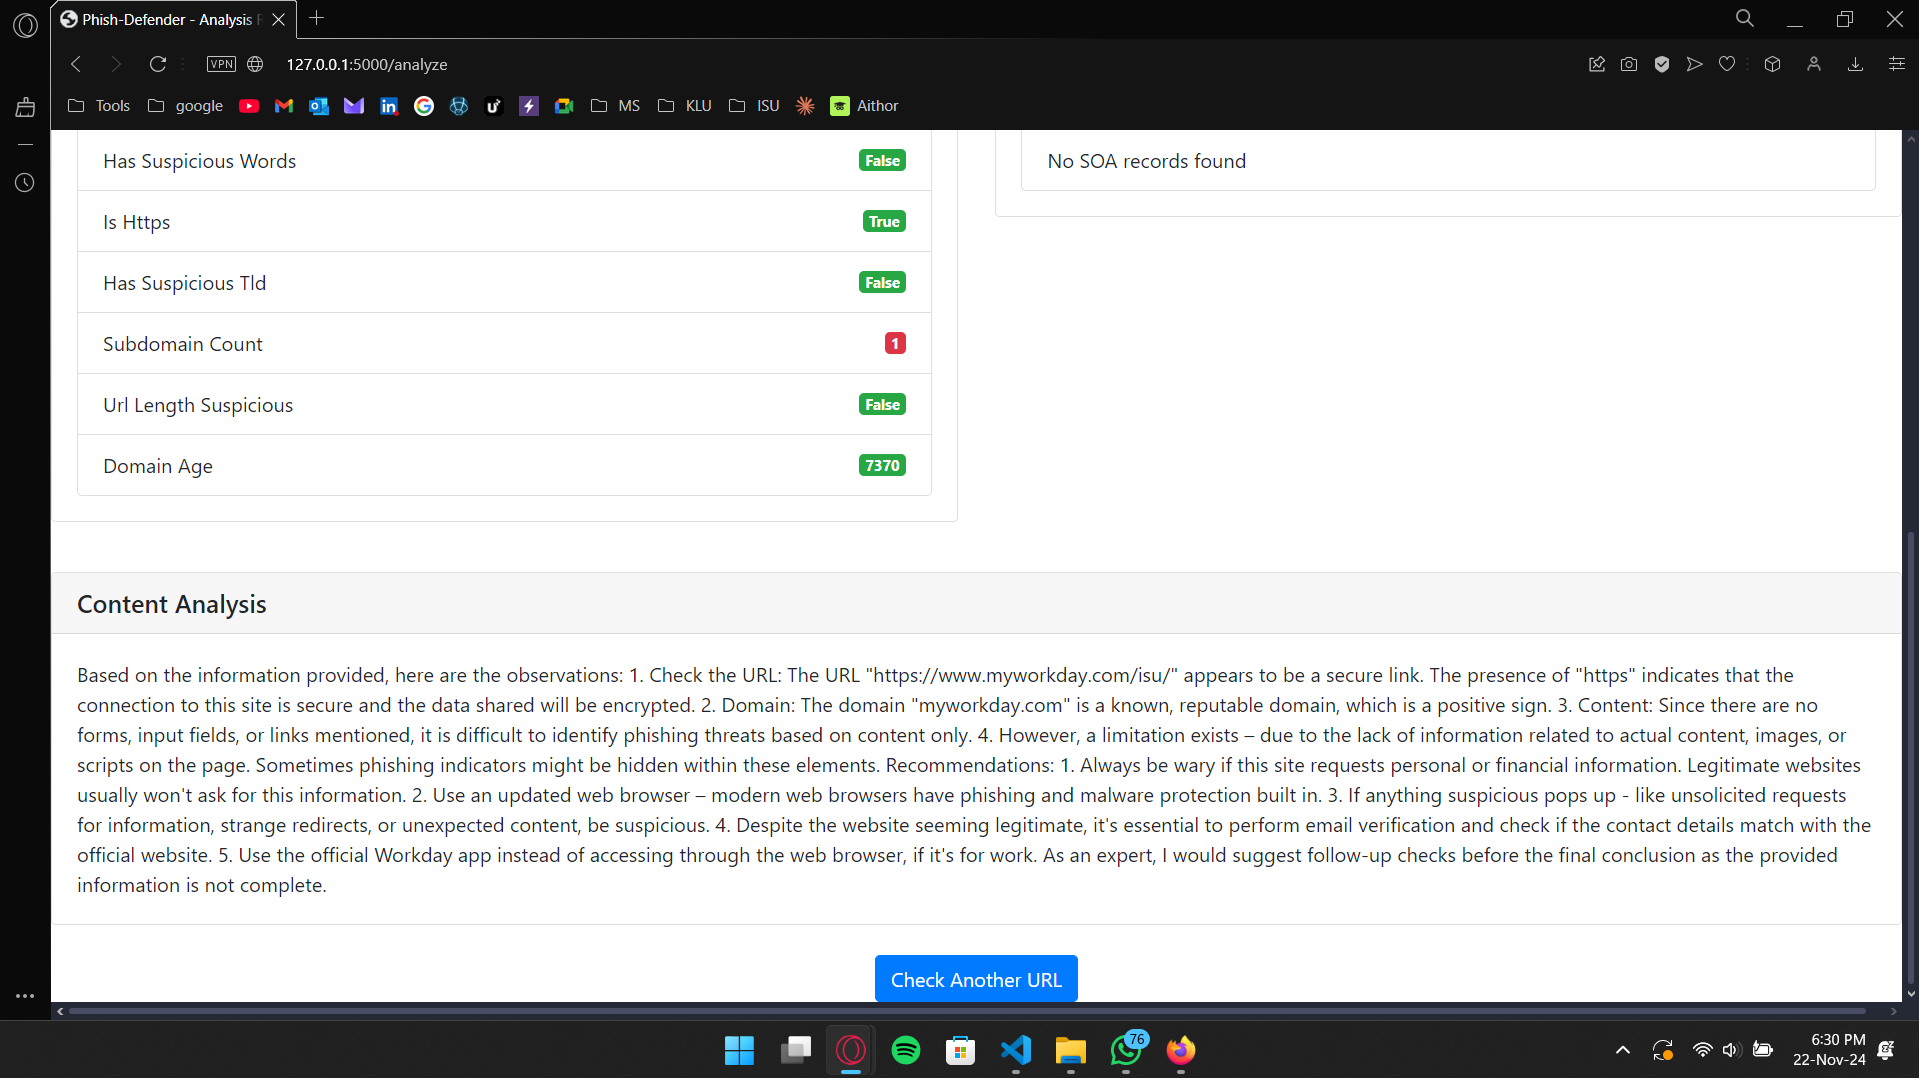 Phish-Defender - Analysis
VPN
127.0.0.1:5000/analyze
Tools
google
MS
KLU
ISU
Aithor
Has Suspicious Words
False
Is Https
True
Has Suspicious Tld
False
Subdomain Count
1
Url Length Suspicious
False
Domain Age
7370
No SOA records found
Content Analysis
Based on the information provided, here are the observations: 1. Check the URL: The URL "https://www.myworkday.com/isu/" appears to be a secure link. The presence of "https" indicates that the
connection to this site is secure and the data shared will be encrypted. 2. Domain: The domain "myworkday.com" is a known, reputable domain, which is a positive sign. 3. Content: Since there are no
forms, input fields, or links mentioned, it is difficult to identify phishing threats based on content only. 4. However, a limitation exists – due to the lack of information related to actual content, images, or
scripts on the page. Sometimes phishing indicators might be hidden within these elements. Recommendations: 1. Always be wary if this site requests personal or financial information. Legitimate websites
usually won't ask for this information. 2. Use an updated web browser – modern web browsers have phishing and malware protection built in. 3. If anything suspicious pops up - like unsolicited requests
for information, strange redirects, or unexpected content, be suspicious. 4. Despite the website seeming legitimate, it's essential to perform email verification and check if the contact details match with the
official website. 5. Use the official Workday app instead of accessing through the web browser, if it's for work. As an expert, I would suggest follow-up checks before the final conclusion as the provided
information is not complete.
Check Another URL
76
6:30 PM
22-Nov-24